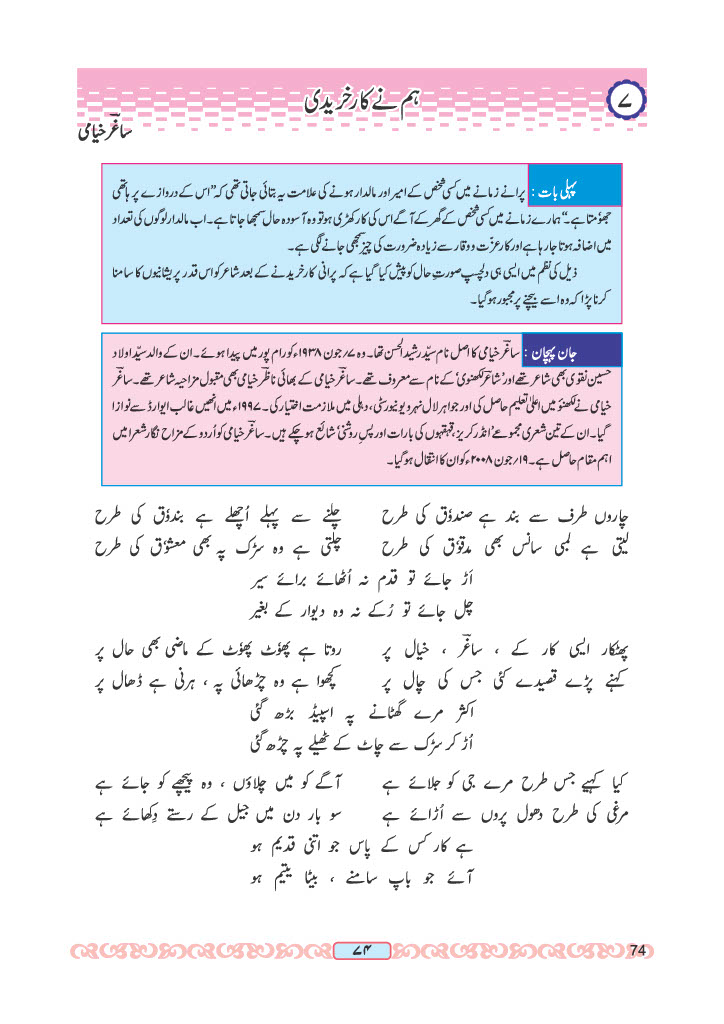 ۷
ہم نے کار خریدی
ساغرؔ خیامی
پہلی بات : پرانے زمانے میں کسی شخص کے امیر اور مالدار ہونے کی علامت یہ بتائی جاتی تھی کہ ”اس کے دروازے پر ہاتھی
جھومتا ہے۔“ ہمارے زمانے میں کسی شخص کے گھر کے آگے اس کی کار کھڑی ہو تو وہ آسودہ حال سمجھا جاتا ہے۔ اب مالدار لوگوں کی تعداد
میں اضافہ ہوتا جا رہا ہے اور کار عزت و وقار سے زیادہ ضرورت کی چیز سمجھی جانے لگی ہے۔
ذیل کی نظم میں ایسی ہی دلچسپ صورتِ حال کو پیش کیا گیا ہے کہ پرانی کار خریدنے کے بعد شاعر کو اس قدر پریشانیوں کا سامنا
کرنا پڑا کہ وہ اسے بیچنے پر مجبور ہو گیا۔
جان پہچان : ساغرؔ خیامی کا اصل نام سیّد رشید الحسن تھا۔ وہ ۷؍ جون ۱۹۳۸ء کو رام پور میں پیدا ہوئے۔ ان کے والد سیّد اولاد
حسین نقوی بھی شاعر تھے اور ’شاعر لکھنوی‘ کے نام سے معروف تھے۔ ساغرؔ خیامی کے بھائی ناظرؔ خیامی بھی مقبول مزاحیہ شاعر تھے۔ ساغرؔ
خیامی نے لکھنؤ میں اعلیٰ تعلیم حاصل کی اور جواہر لال نہرو یونیورسٹی، دہلی میں ملازمت اختیار کی۔ ۱۹۹۷ء میں انھیں غالب ایوارڈ سے نوازا
گیا۔ ان کے تین شعری مجموعے ’انڈر کریز، قہقہوں کی بارات اور پسِ روشنی‘ شائع ہو چکے ہیں۔ ساغرؔ خیامی کو اُردو کے مزاح نگار شعرا میں
اہم مقام حاصل ہے۔ ۱۹؍ جون ۲۰۰۸ء کو ان کا انتقال ہو گیا۔
چاروں طرف سے بند ہے صندوٗق کی طرح چلنے سے پہلے اُچھلے ہے بندوٗق کی طرح
لیتی ہے لمبی سانس بھی مدقوٗق کی طرح چلتی ہے وہ سڑک پہ بھی معشوٗق کی طرح
اَڑ جائے تو قدم نہ اُٹھائے برائے سیر
چل جائے تو رُکے نہ وہ دیوار کے بغیر
پھٹکار ایسی کار کے ، ساغرؔ ، خیال پر روتا ہے پھوٗٹ پھوٗٹ کے ماضی بھی حال پر
کہنے پڑے قصیدے کئی جس کی چال پر کچھوا ہے وہ چڑھائی پہ ، ہرنی ہے ڈھال پر
اکثر مرے گھٹانے پہ اسپیڈ بڑھ گئی
اُڑ کر سڑک سے چاٹ کے ٹھیلے پہ چڑھ گئی
کیا کہیے جس طرح مرے جی کو جلائے ہے آگے کو میں چلاؤں ، وہ پیچھے کو جائے ہے
مرغی کی طرح دھول پروں سے اُڑائے ہے سو بار دن میں جیل کے رستے دِکھائے ہے
ہے کار کس کے پاس جو اتنی قدیم ہو
آئے جو باپ سامنے ، بیٹا یتیم ہو
۷۴
74